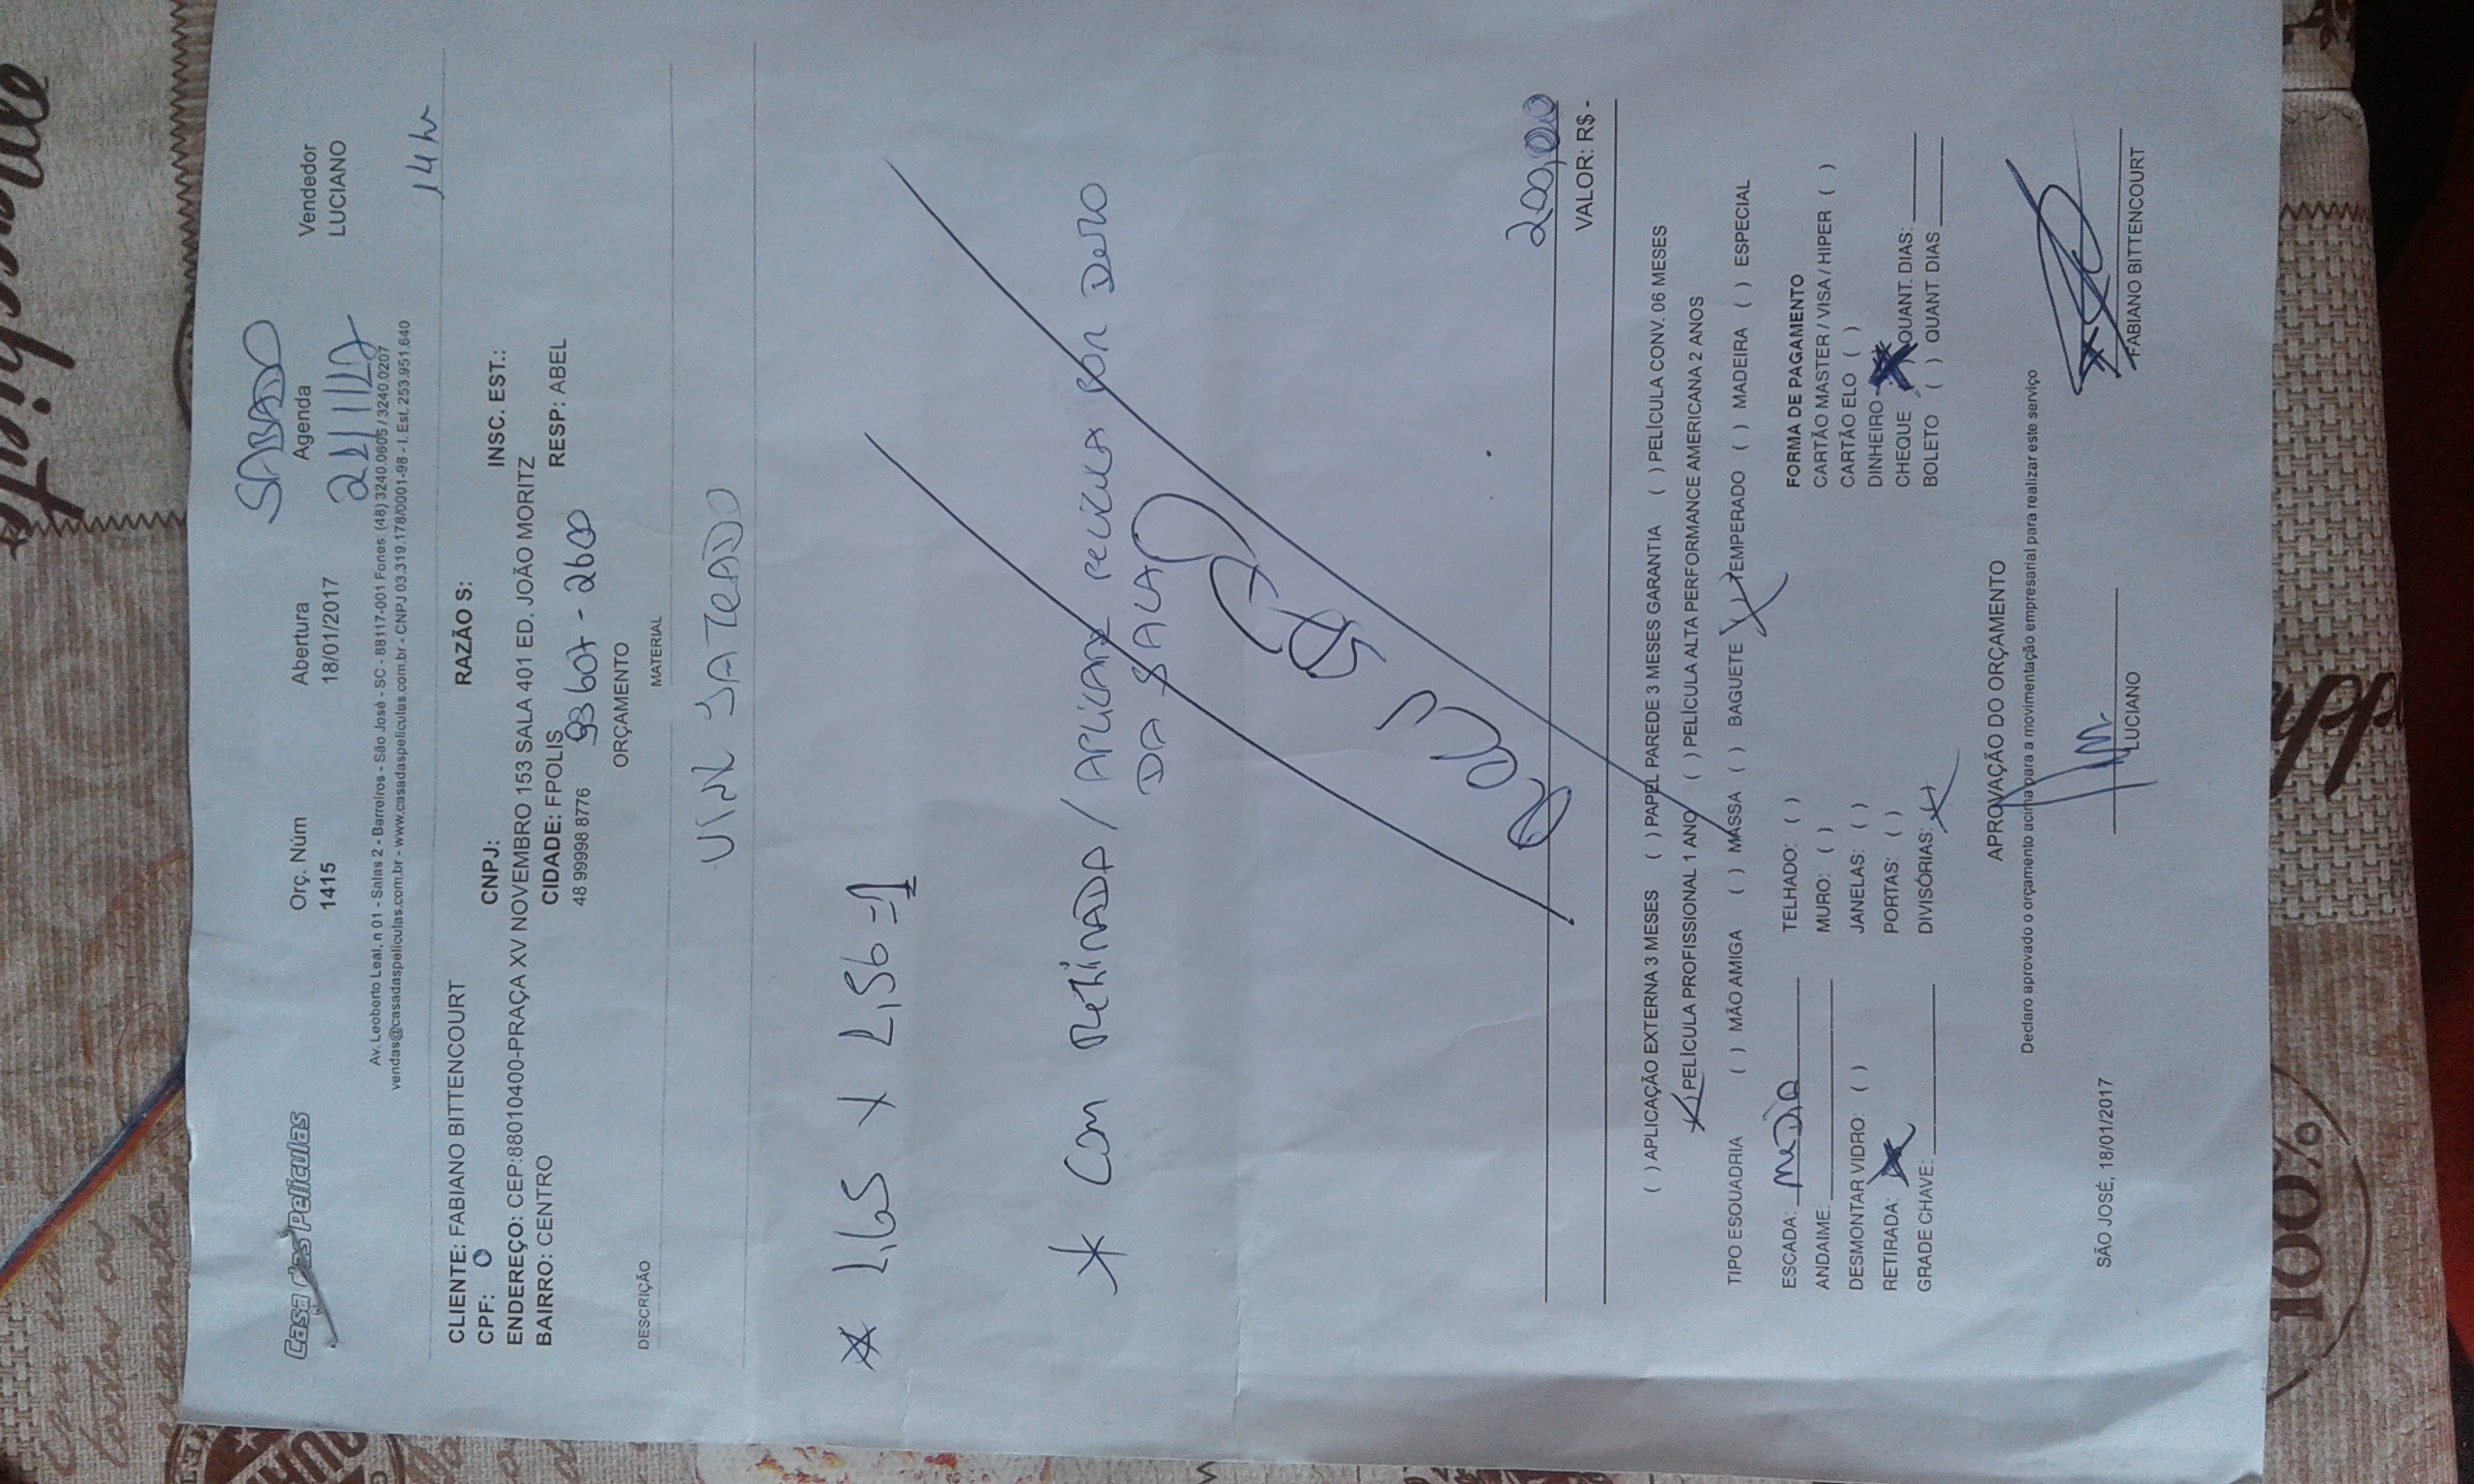 SABADO
Casa das Películas
Orç. Núm Abertura Agenda Vendedor
1415 18/01/2017 21/1/17 LUCIANO
Av. Leoberto Leal, n 01 - Salas 2 - Barreiros - São José - SC - 88117-001 Fones: (48) 3240.0605 / 3240.0207
vendas@casadaspeliculas.com.br - www.casadaspeliculas.com.br - CNPJ 03.319.178/0001-98 - I. Est. 253.951.640
14 hr
CLIENTE: FABIANO BITTENCOURT RAZÃO S:
CPF: 0 CNPJ: INSC. EST.:
ENDEREÇO: CEP:88010400-PRAÇA XV NOVEMBRO 153 SALA 401 ED. JOÃO MORITZ
BAIRRO: CENTRO CIDADE: FPOLIS RESP: ABEL
48 99998 8776 93607-2600
ORÇAMENTO
DESCRIÇÃO MATERIAL
VINIL JATEADO
* 1,65 X 1,56 = 1
* Com Retirada / APLICAR PELICULA POR DENTRO
DA SALA
200,00
VALOR: R$ -
( ) APLICAÇÃO EXTERNA 3 MESES ( ) PAPEL PAREDE 3 MESES GARANTIA ( ) PELÍCULA CONV. 06 MESES
(X) PELÍCULA PROFISSIONAL 1 ANO ( ) PELÍCULA ALTA PERFORMANCE AMERICANA 2 ANOS
TIPO ESQUADRIA ( ) MÃO AMIGA ( ) MASSA ( ) BAGUETE (X) TEMPERADO ( ) MADEIRA ( ) ESPECIAL
ESCADA: media TELHADO: ( ) FORMA DE PAGAMENTO
ANDAIME: MURO: ( ) CARTÃO MASTER / VISA / HIPER ( )
DESMONTAR VIDRO: ( ) JANELAS: ( ) CARTÃO ELO ( )
RETIRADA: X PORTAS: ( ) DINHEIRO X
GRADE CHAVE: DIVISÓRIAS: X CHEQUE QUANT. DIAS:
BOLETO ( ) QUANT. DIAS
APROVAÇÃO DO ORÇAMENTO
Declaro aprovado o orçamento acima para a movimentação empresarial para realizar este serviço
SÃO JOSÉ, 18/01/2017 LUCIANO FABIANO BITTENCOURT
100%